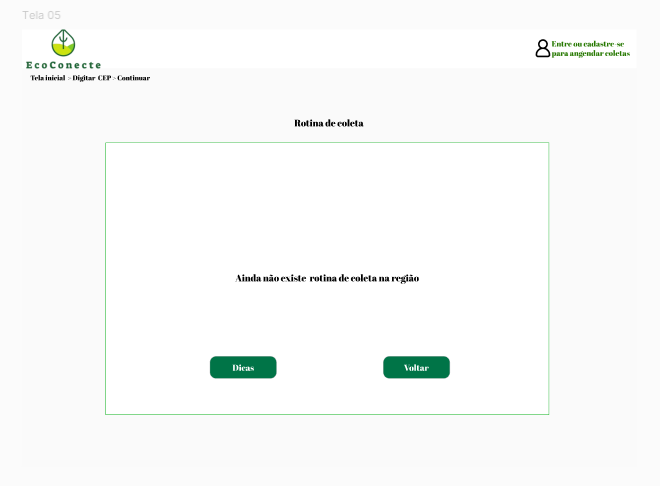 Tela 05
Entre ou cadastre-se
para angendar coletas
EcoConecte
Tela inicial > Digitar CEP > Continuar
Rotina de coleta
Ainda não existe rotina de coleta na região
Dicas
Voltar